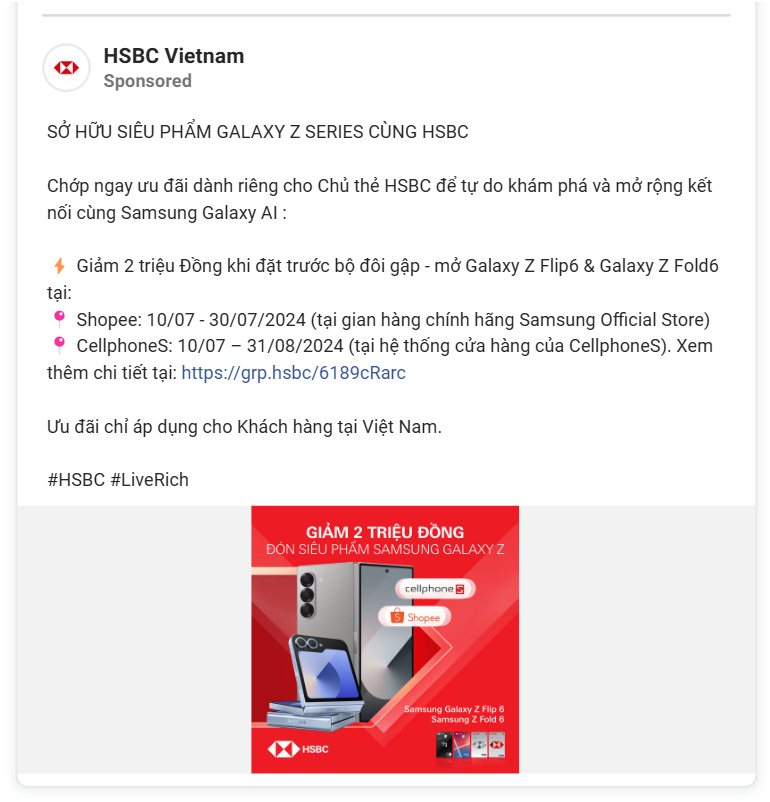 HSBC Vietnam
Sponsored
SỞ HỮU SIÊU PHẨM GALAXY Z SERIES CÙNG HSBC
Chớp ngay ưu đãi dành riêng cho Chủ thẻ HSBC để tự do khám phá và mở rộng kết
nối cùng Samsung Galaxy AI :
⚡ Giảm 2 triệu Đồng khi đặt trước bộ đôi gập - mở Galaxy Z Flip6 & Galaxy Z Fold6
tại:
📍 Shopee: 10/07 - 30/07/2024 (tại gian hàng chính hãng Samsung Official Store)
📍 CellphoneS: 10/07 – 31/08/2024 (tại hệ thống cửa hàng của CellphoneS). Xem
thêm chi tiết tại: https://grp.hsbc/6189cRarc
Ưu đãi chỉ áp dụng cho Khách hàng tại Việt Nam.
#HSBC #LiveRich
GIẢM 2 TRIỆU ĐỒNG
ĐÓN SIÊU PHẨM SAMSUNG GALAXY Z
cellphoneS
Shopee
Samsung Galaxy Z Flip 6
Samsung Z Fold 6
HSBC